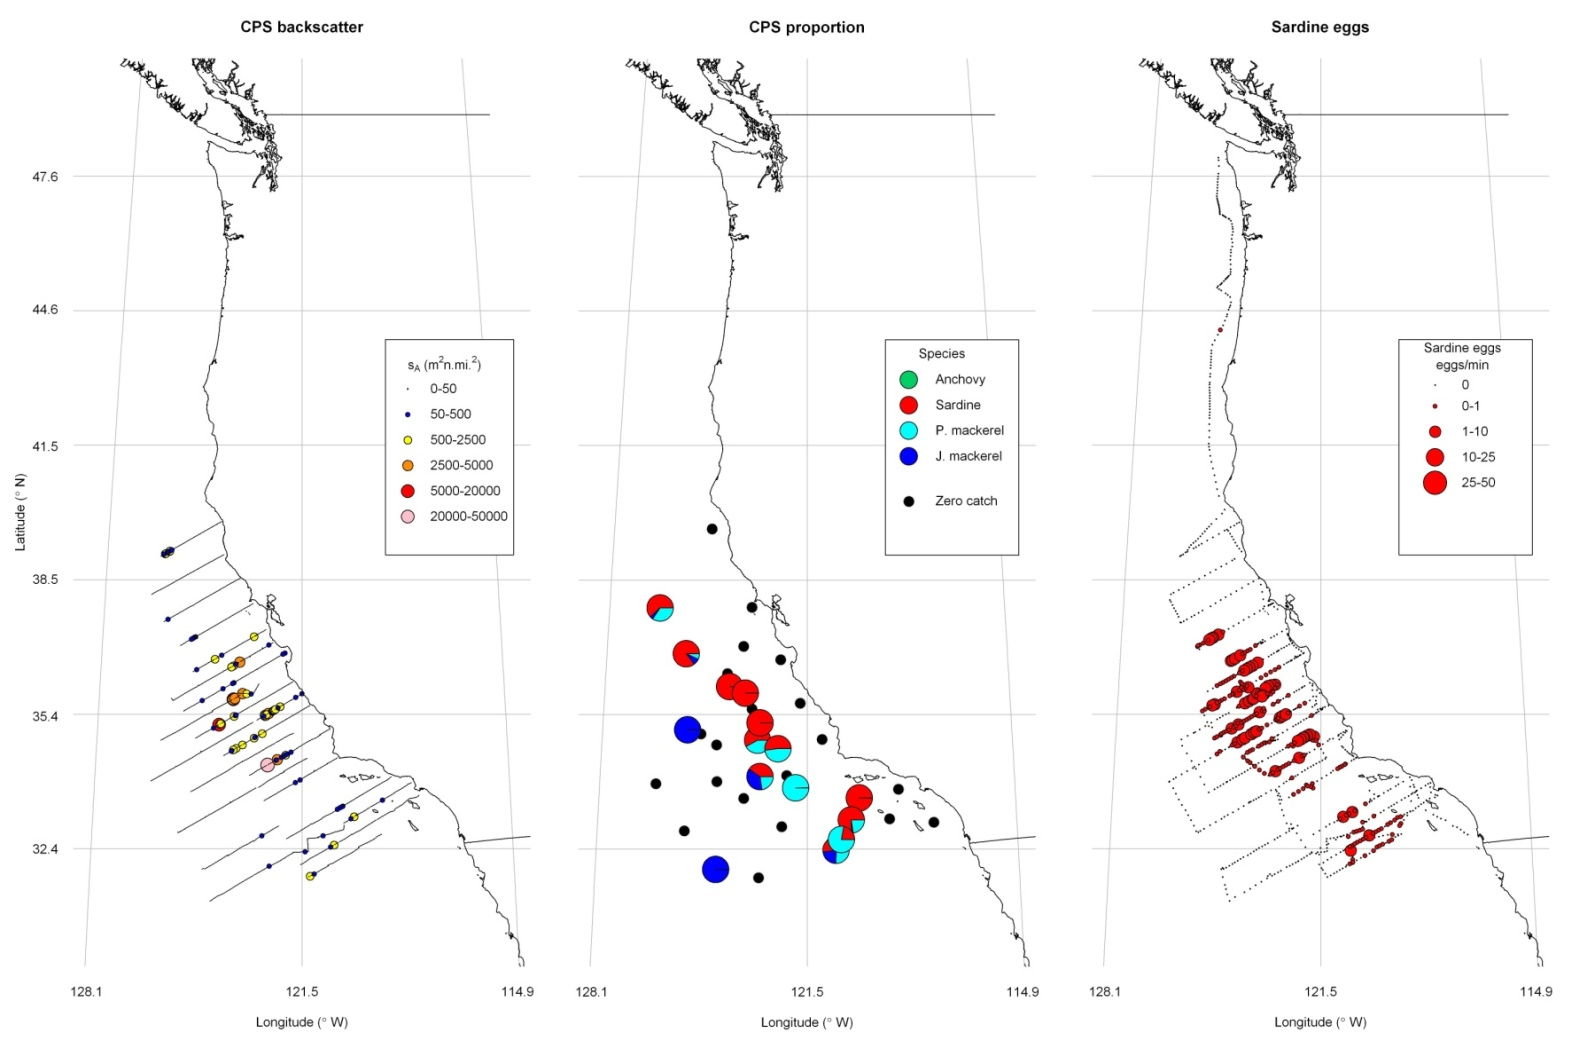 CPS backscatter
CPS proportion
Sardine eggs
Latitude (° N)
47.6
44.6
41.5
38.5
35.4
32.4
s_A (m²n.mi.²)
0-50
50-500
500-2500
2500-5000
5000-20000
20000-50000
Species
Anchovy
Sardine
P. mackerel
J. mackerel
Zero catch
Sardine eggs
eggs/min
0
0-1
1-10
10-25
25-50
128.1
121.5
114.9
128.1
121.5
114.9
128.1
121.5
114.9
Longitude (° W)
Longitude (° W)
Longitude (° W)